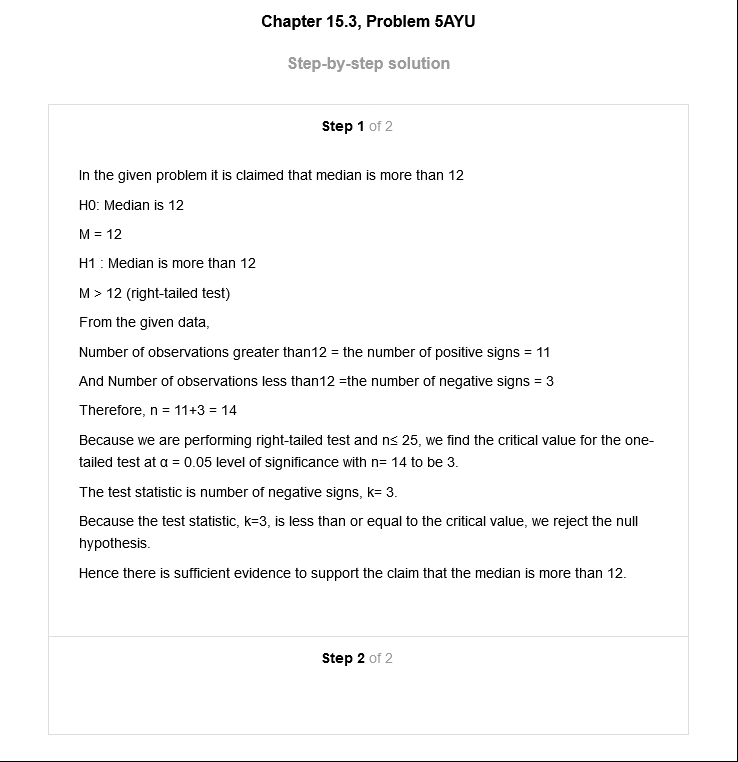 Chapter 15.3, Problem 5AYU
Step-by-step solution
Step 1 of 2
In the given problem it is claimed that median is more than 12
H0: Median is 12
M = 12
H1 : Median is more than 12
M > 12 (right-tailed test)
From the given data,
Number of observations greater than12 = the number of positive signs = 11
And Number of observations less than12 =the number of negative signs = 3
Therefore, n = 11+3 = 14
Because we are performing right-tailed test and n≤ 25, we find the critical value for the one-
tailed test at α = 0.05 level of significance with n= 14 to be 3.
The test statistic is number of negative signs, k= 3.
Because the test statistic, k=3, is less than or equal to the critical value, we reject the null
hypothesis.
Hence there is sufficient evidence to support the claim that the median is more than 12.
Step 2 of 2